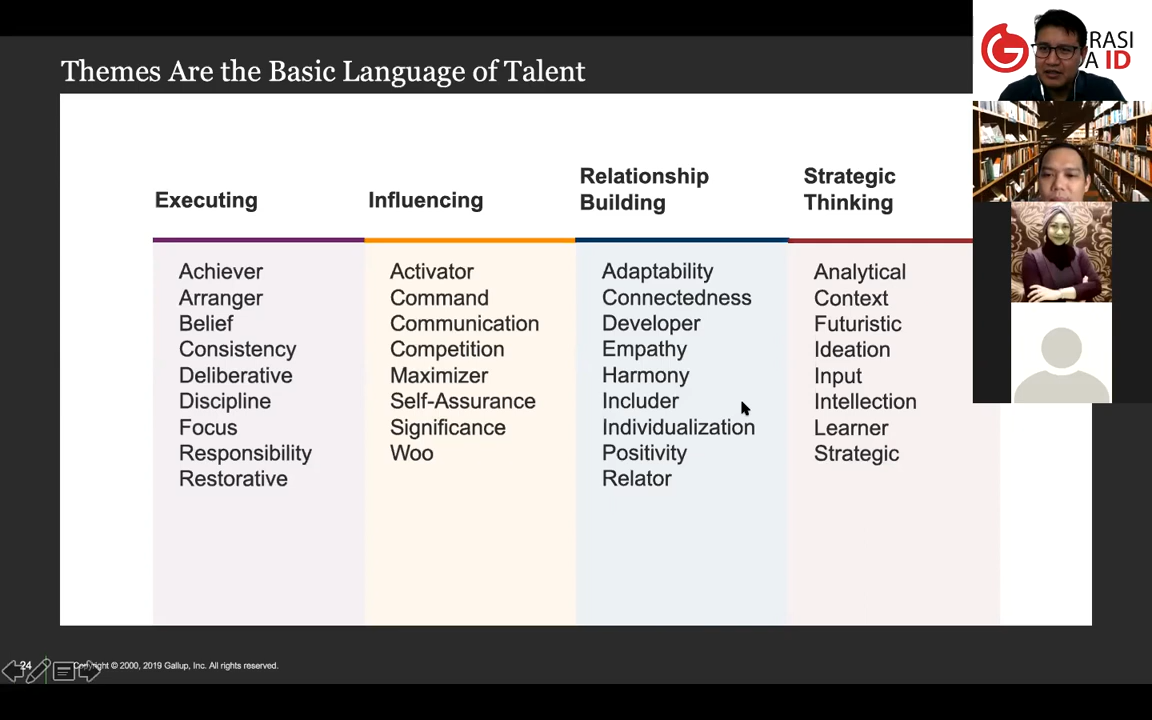 Themes Are the Basic Language of Talent
Executing
Achiever
Arranger
Belief
Consistency
Deliberative
Discipline
Focus
Responsibility
Restorative
Influencing
Activator
Command
Communication
Competition
Maximizer
Self-Assurance
Significance
Woo
Relationship
Building
Adaptability
Connectedness
Developer
Empathy
Harmony
Includer
Individualization
Positivity
Relator
Strategic
Thinking
Analytical
Context
Futuristic
Ideation
Input
Intellection
Learner
Strategic
24
Copyright © 2000, 2019 Gallup, Inc. All rights reserved.
G
ID